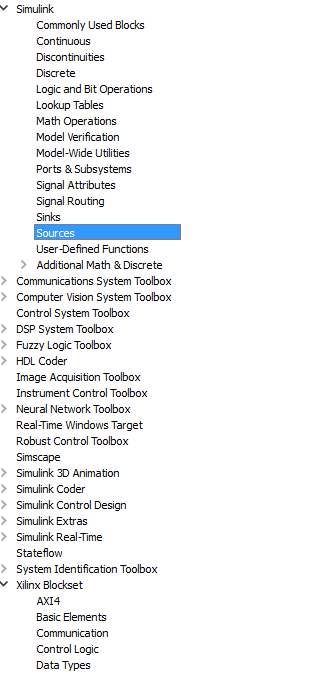 Simulink
Commonly Used Blocks
Continuous
Discontinuities
Discrete
Logic and Bit Operations
Lookup Tables
Math Operations
Model Verification
Model-Wide Utilities
Ports & Subsystems
Signal Attributes
Signal Routing
Sinks
Sources
User-Defined Functions
Additional Math & Discrete
Communications System Toolbox
Computer Vision System Toolbox
Control System Toolbox
DSP System Toolbox
Fuzzy Logic Toolbox
HDL Coder
Image Acquisition Toolbox
Instrument Control Toolbox
Neural Network Toolbox
Real-Time Windows Target
Robust Control Toolbox
Simscape
Simulink 3D Animation
Simulink Coder
Simulink Control Design
Simulink Extras
Simulink Real-Time
Stateflow
System Identification Toolbox
Xilinx Blockset
AXI4
Basic Elements
Communication
Control Logic
Data Types